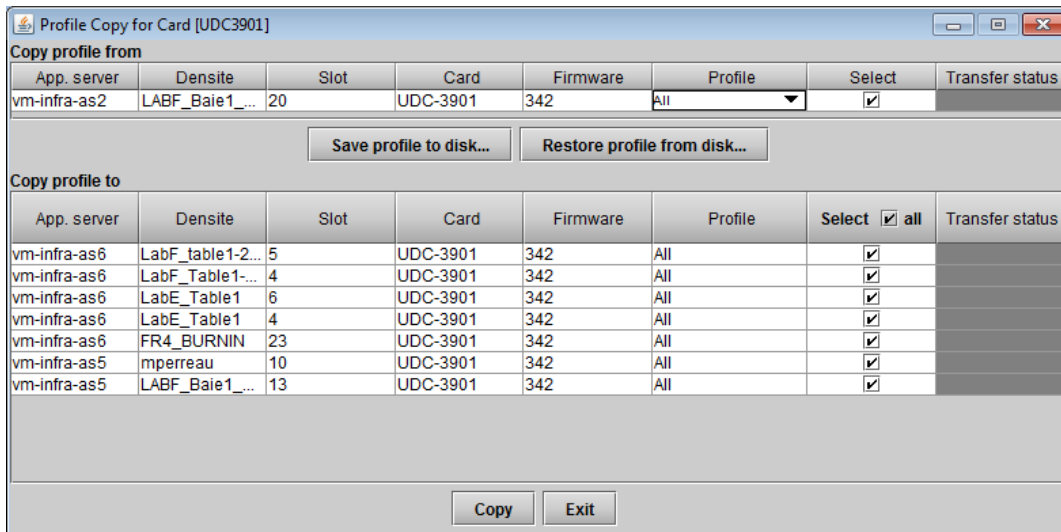 Profile Copy for Card [UDC3901]
Copy profile from
App. server Densite Slot Card Firmware Profile Select Transfer status
vm-infra-as2 LABF_Baie1_... 20 UDC-3901 342 All
Save profile to disk... Restore profile from disk...
Copy profile to
App. server Densite Slot Card Firmware Profile Select all Transfer status
vm-infra-as6 LabF_table1-2... 5 UDC-3901 342 All
vm-infra-as6 LabF_Table1-... 4 UDC-3901 342 All
vm-infra-as6 LabE_Table1 6 UDC-3901 342 All
vm-infra-as6 LabE_Table1 4 UDC-3901 342 All
vm-infra-as6 FR4_BURNIN 23 UDC-3901 342 All
vm-infra-as5 mperreau 10 UDC-3901 342 All
vm-infra-as5 LABF_Baie1_... 13 UDC-3901 342 All
Copy Exit